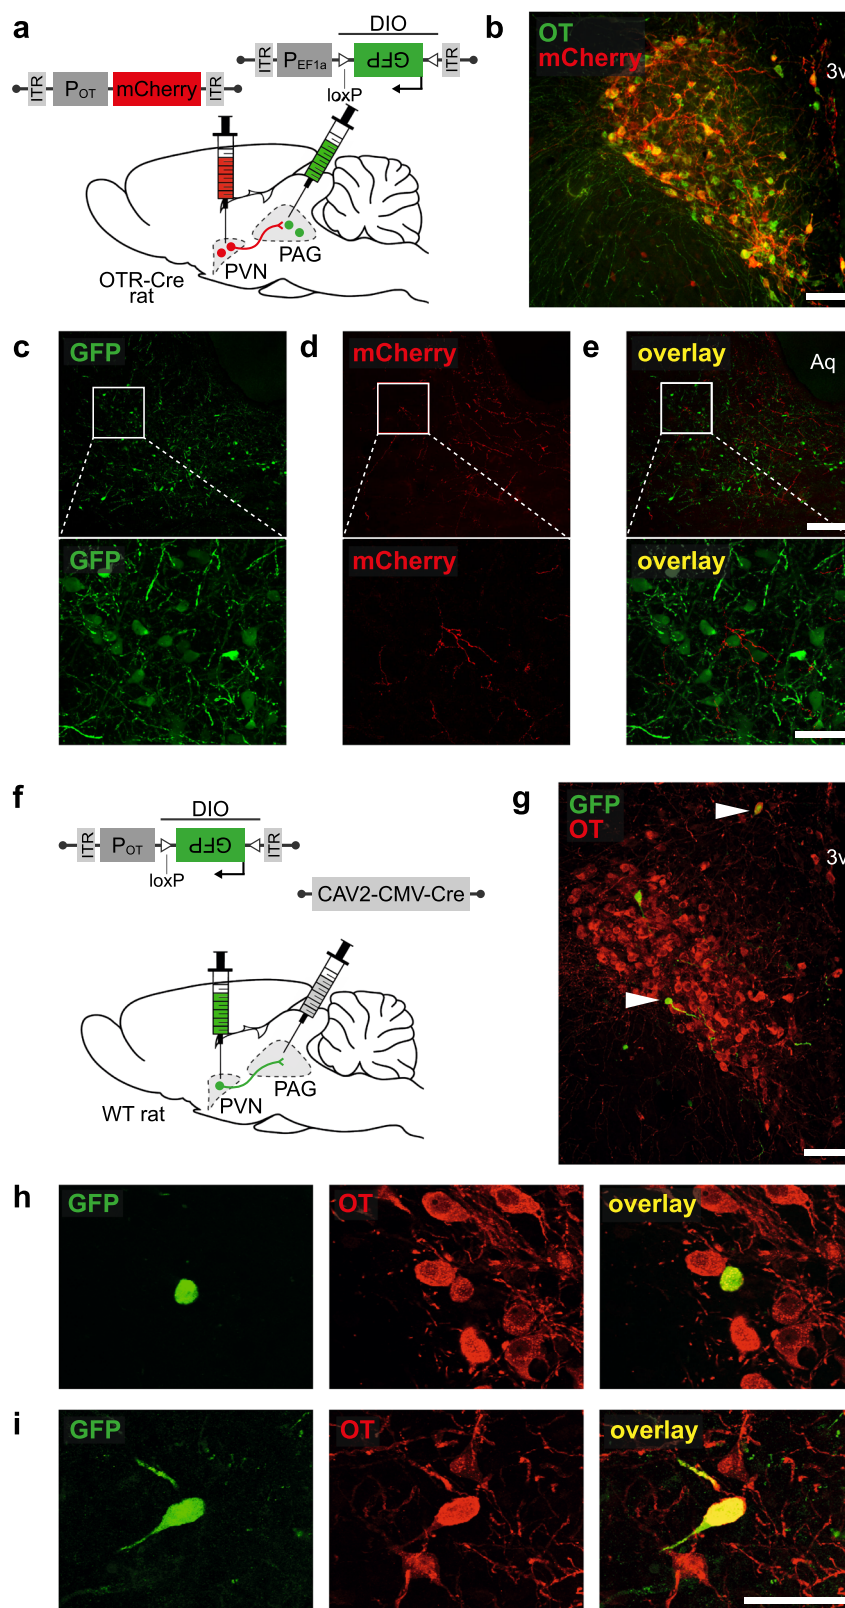 a
DIO
ITR
P_EF1a
GFP
ITR
loxP
ITR
P_OT
mCherry
ITR
PVN
PAG
OTR-Cre
rat
b
OT
mCherry
3v
c
GFP
d
mCherry
e
overlay
Aq
GFP
mCherry
overlay
f
DIO
ITR
P_OT
GFP
ITR
loxP
CAV2-CMV-Cre
PAG
PVN
WT rat
g
GFP
OT
3v
h
GFP
OT
overlay
i
GFP
OT
overlay